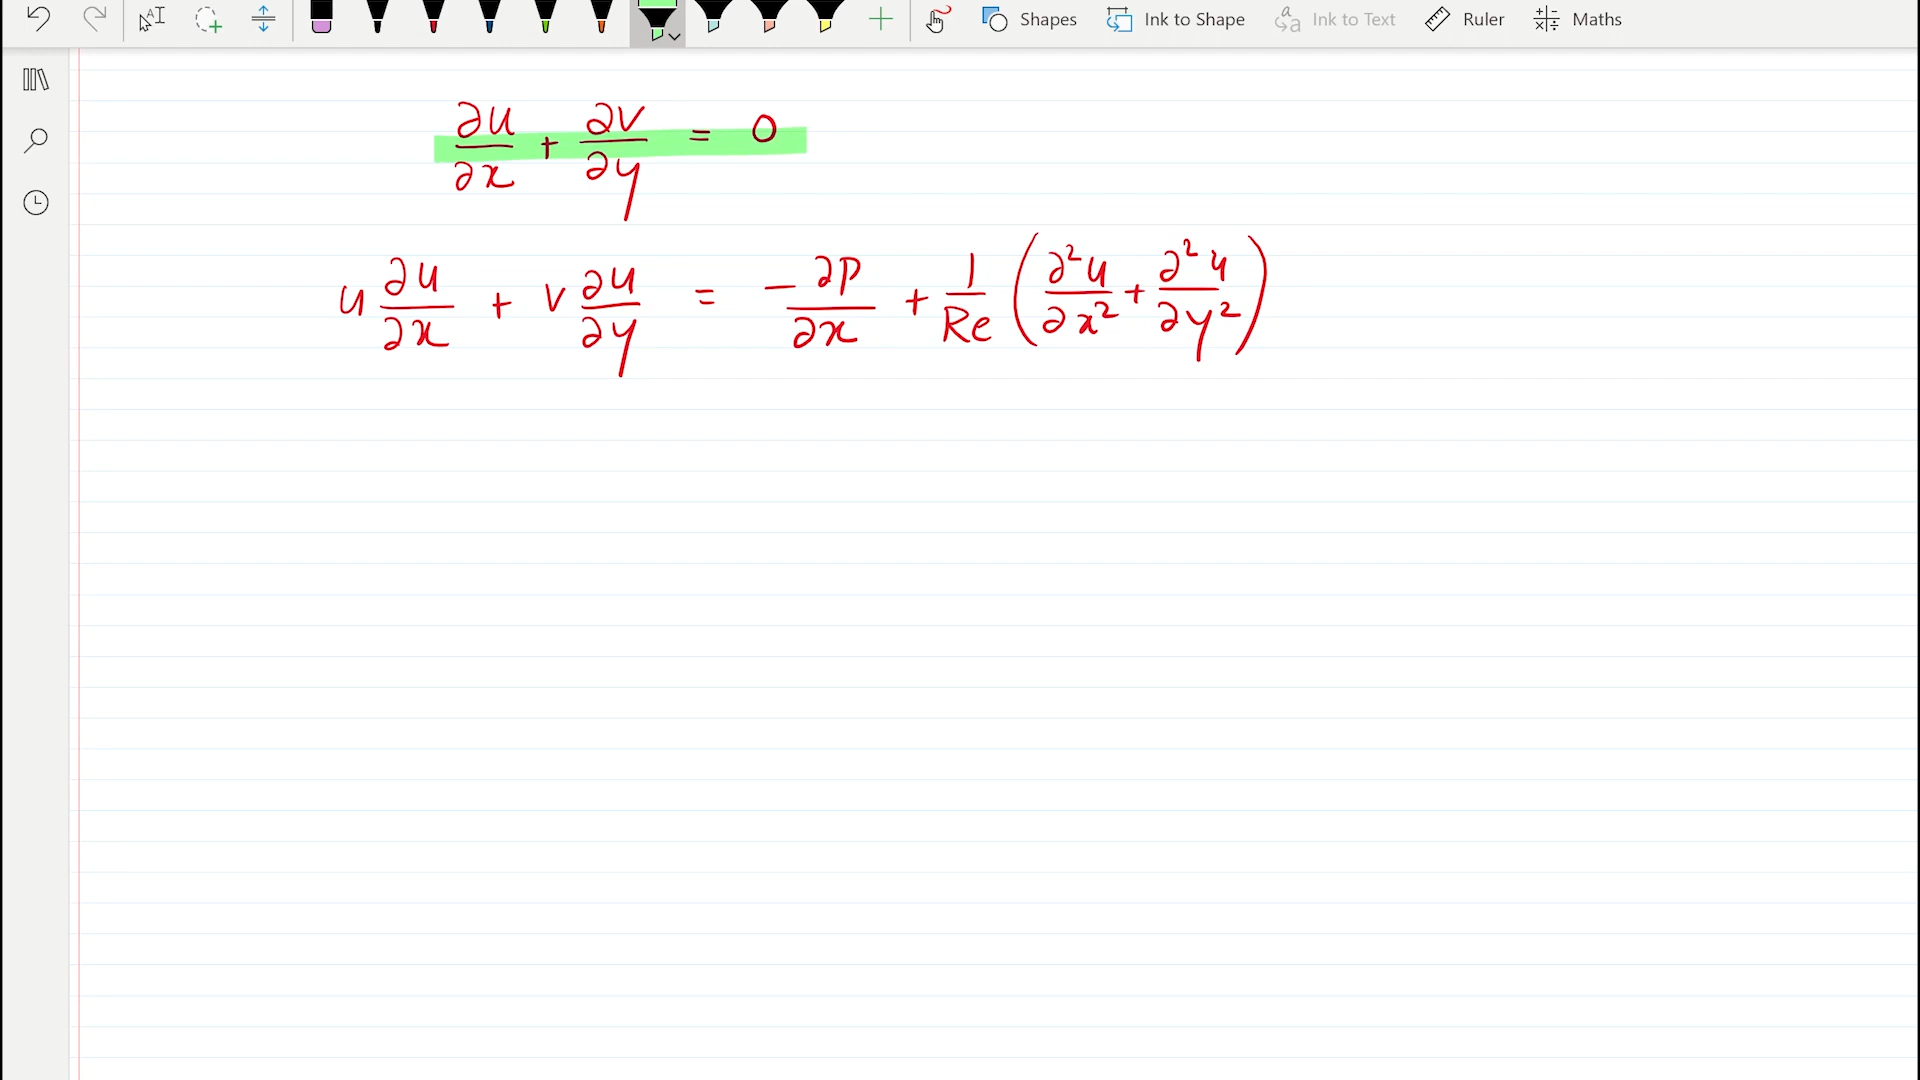 Shapes Ink to Shape Ink to Text Ruler Maths
∂u/∂x + ∂v/∂y = 0
u ∂u/∂x + v ∂u/∂y = - ∂P/∂x + 1/Re (∂²u/∂x² + ∂²u/∂y²)